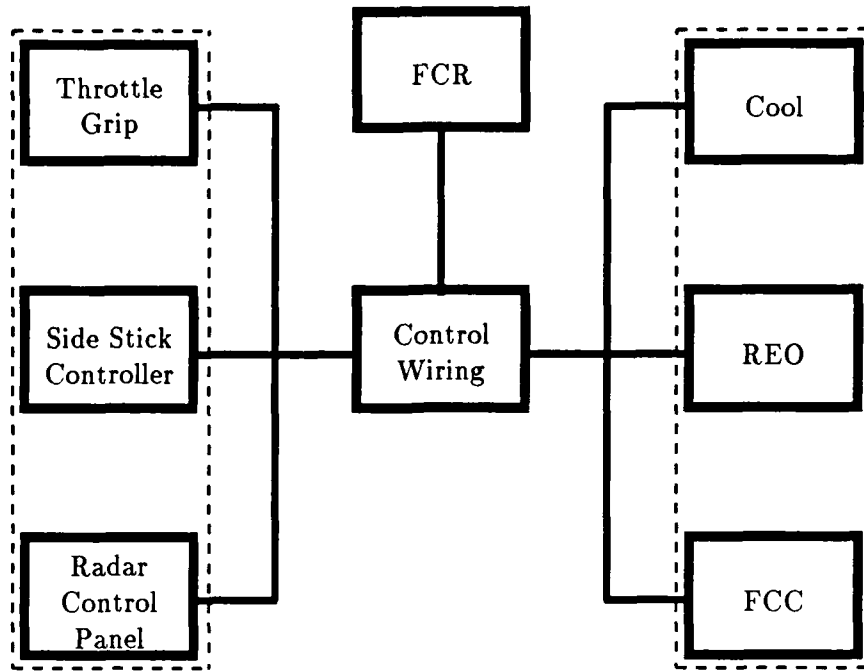 Throttle
Grip
FCR
Cool
Side Stick
Controller
Control
Wiring
REO
Radar
Control
Panel
FCC